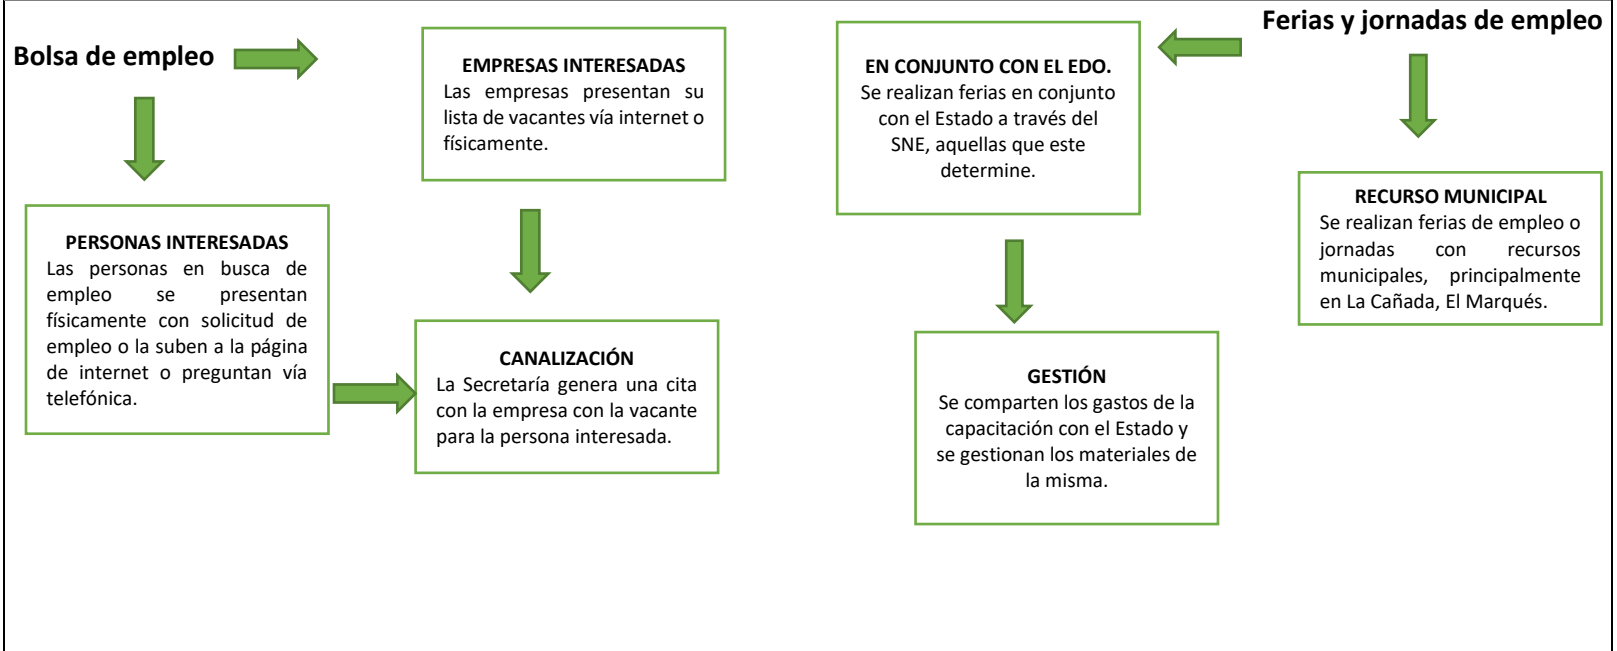 Bolsa de empleo
PERSONAS INTERESADAS
Las personas en busca de
empleo se presentan
físicamente con solicitud de
empleo o la suben a la página
de internet o preguntan vía
telefónica.
EMPRESAS INTERESADAS
Las empresas presentan su
lista de vacantes vía internet o
físicamente.
CANALIZACIÓN
La Secretaría genera una cita
con la empresa con la vacante
para la persona interesada.
Ferias y jornadas de empleo
EN CONJUNTO CON EL EDO.
Se realizan ferias en conjunto
con el Estado a través del
SNE, aquellas que este
determine.
GESTIÓN
Se comparten los gastos de la
capacitación con el Estado y
se gestionan los materiales de
la misma.
RECURSO MUNICIPAL
Se realizan ferias de empleo o
jornadas con recursos
municipales, principalmente
en La Cañada, El Marqués.